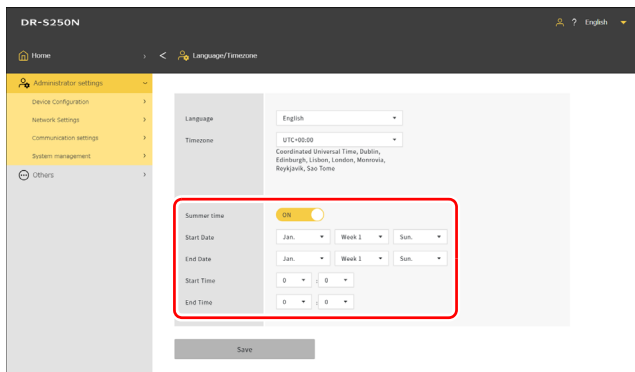 DR-S250N
? English
Home
Language/Timezone
Administrator settings
Device Configuration
Network Settings
Communication settings
System management
Others
Language English
Timezone UTC+00:00
Coordinated Universal Time, Dublin,
Edinburgh, Lisbon, London, Monrovia,
Reykjavik, Sao Tome
Summer time ON
Start Date Jan. Week 1 Sun.
End Date Jan. Week 1 Sun.
Start Time 0 : 0
End Time 0 : 0
Save